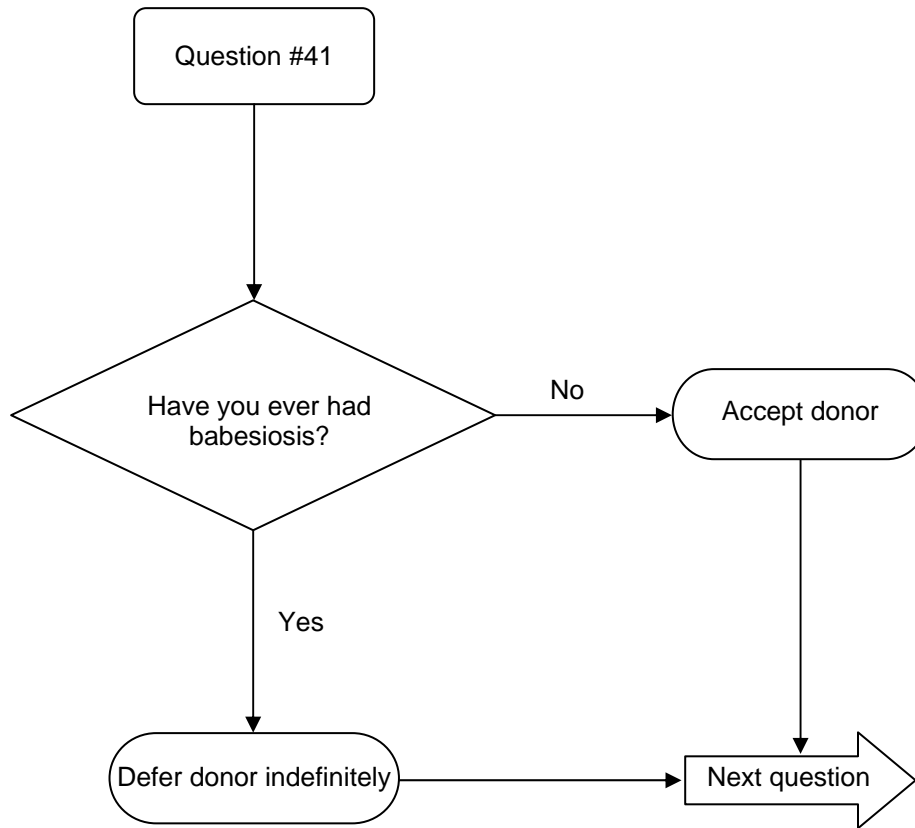 Question #41
Have you ever had
babesiosis?
No
Accept donor
Yes
Defer donor indefinitely
Next question